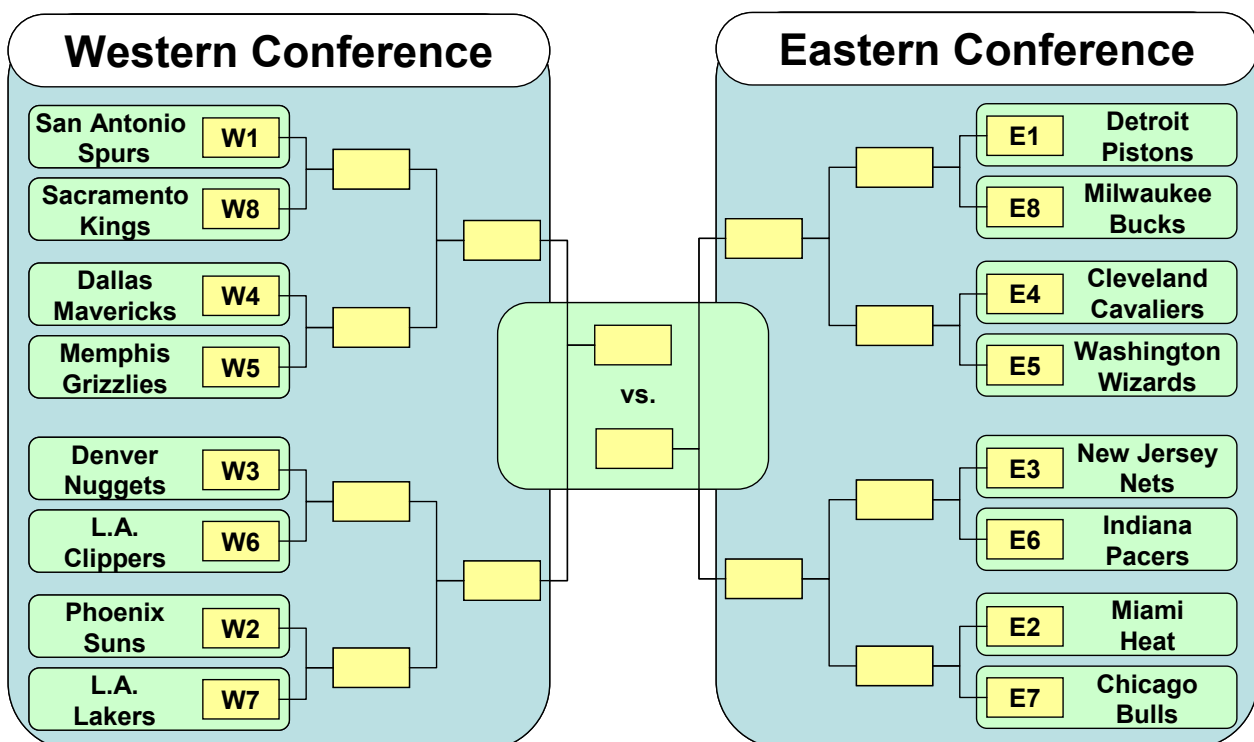 Western Conference
San Antonio
Spurs
W1
Sacramento
Kings
W8
Dallas
Mavericks
W4
Memphis
Grizzlies
W5
Denver
Nuggets
W3
L.A.
Clippers
W6
Phoenix
Suns
W2
L.A.
Lakers
W7
vs.
Eastern Conference
E1
Detroit
Pistons
E8
Milwaukee
Bucks
E4
Cleveland
Cavaliers
E5
Washington
Wizards
E3
New Jersey
Nets
E6
Indiana
Pacers
E2
Miami
Heat
E7
Chicago
Bulls